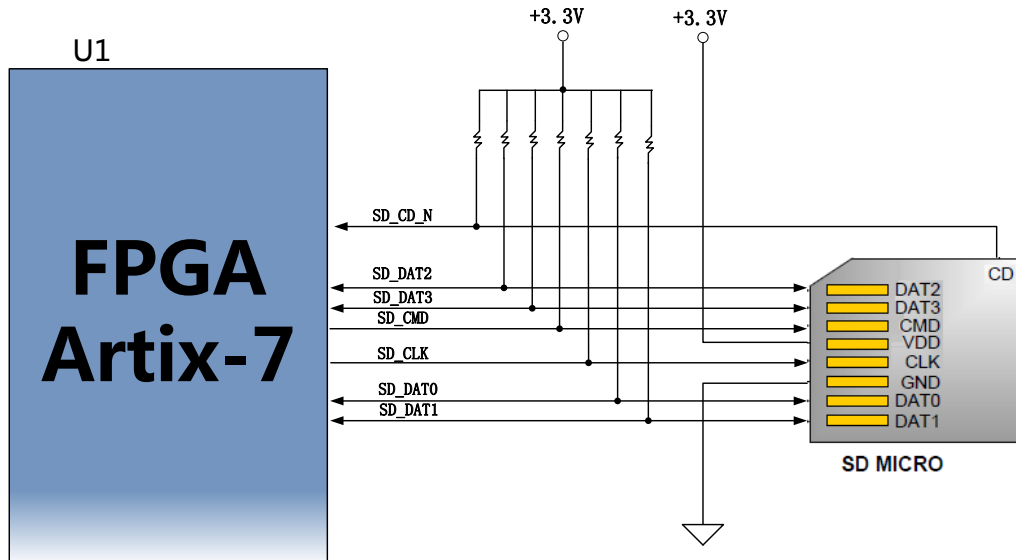 +3.3V
+3.3V
U1
FPGA
Artix-7
SD_CD_N
SD_DAT2
SD_DAT3
SD_CMD
SD_CLK
SD_DAT0
SD_DAT1
CD
DAT2
DAT3
CMD
VDD
CLK
GND
DAT0
DAT1
SD MICRO